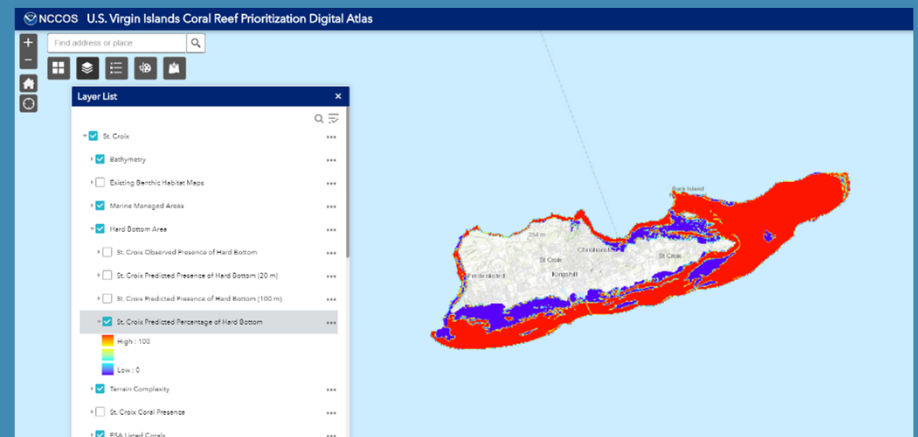 NCCOS U.S. Virgin Islands Coral Reef Prioritization Digital Atlas
+
Find address or place
-
Layer List
×
St. Croix
Bathymetry
Existing Benthic Habitat Maps
Marine Managed Areas
Hard Bottom Area
St. Croix Observed Presence of Hard Bottom
St. Croix Predicted Presence of Hard Bottom (20 m)
St. Croix Predicted Presence of Hard Bottom (100 m)
St. Croix Predicted Percentage of Hard Bottom
High : 100
Low : 0
Terrain Complexity
St. Croix Coral Presence
ESA Listed Corals
Buck Island
St Croix
St Croix
Kingshill
Frederiksted